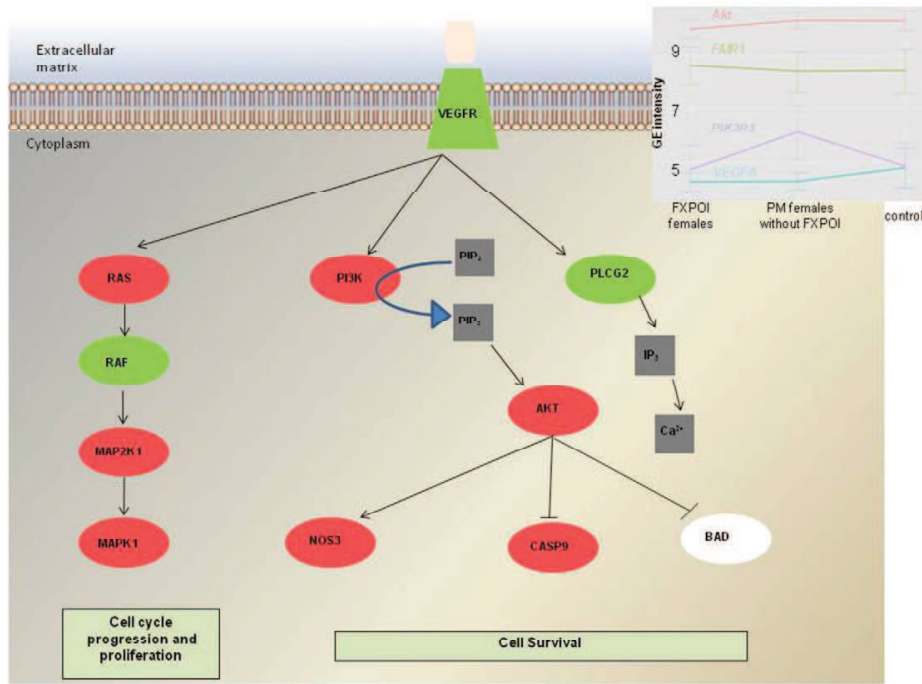 Extracellular
matrix
Cytoplasm
VEGFR
Akt
9
FMR1
7
PIK3R3
5
VEGFA
GE intensity
FXPOI
females
PM females
without FXPOI
control
RAS
PI3K
PLCG2
RAF
IP₃
AKT
Ca²⁺
MAP2K1
MAPK1
NOS3
CASP9
BAD
Cell cycle
progression and
proliferation
Cell Survival